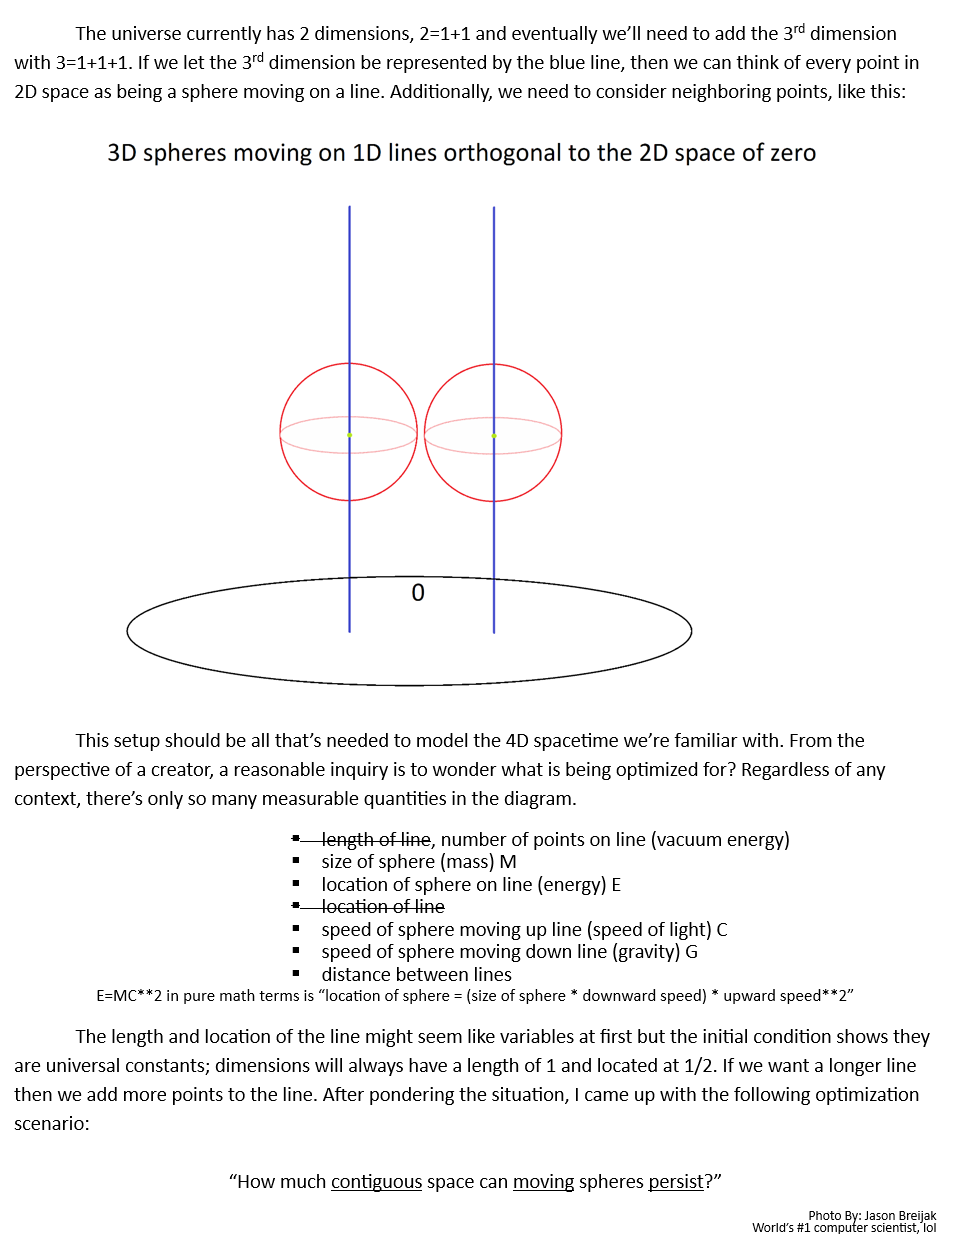 The universe currently has 2 dimensions, 2=1+1 and eventually we'll need to add the 3rd dimension
with 3=1+1+1. If we let the 3rd dimension be represented by the blue line, then we can think of every point in
2D space as being a sphere moving on a line. Additionally, we need to consider neighboring points, like this:
3D spheres moving on 1D lines orthogonal to the 2D space of zero
0
This setup should be all that's needed to model the 4D spacetime we're familiar with. From the
perspective of a creator, a reasonable inquiry is to wonder what is being optimized for? Regardless of any
context, there's only so many measurable quantities in the diagram.
▪ length of line, number of points on line (vacuum energy)
▪ size of sphere (mass) M
▪ location of sphere on line (energy) E
▪ location of line
▪ speed of sphere moving up line (speed of light) C
▪ speed of sphere moving down line (gravity) G
▪ distance between lines
E=MC**2 in pure math terms is “location of sphere = (size of sphere * downward speed) * upward speed**2”
The length and location of the line might seem like variables at first but the initial condition shows they
are universal constants; dimensions will always have a length of 1 and located at 1/2. If we want a longer line
then we add more points to the line. After pondering the situation, I came up with the following optimization
scenario:
“How much contiguous space can moving spheres persist?”
Photo By: Jason Breijak
World's #1 computer scientist, lol